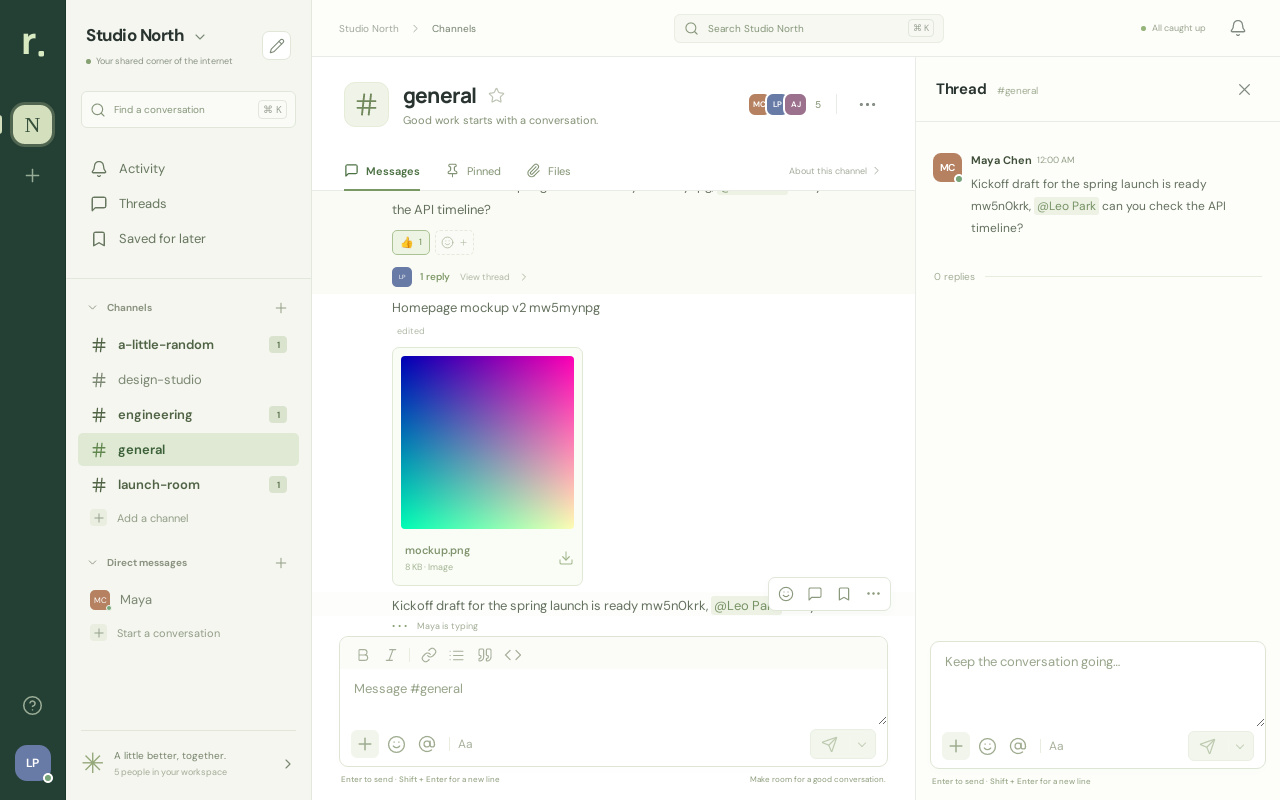 r.
N
LP
Studio North
Your shared corner of the internet
Find a conversation
⌘ K
Activity
Threads
Saved for later
Channels
a-little-random
1
design-studio
engineering
1
general
launch-room
1
Add a channel
Direct messages
MC
Maya
Start a conversation
A little better, together.
5 people in your workspace
Studio North
Channels
Search Studio North
⌘ K
All caught up
general
Good work starts with a conversation.
MC
LP
AJ
5
Messages
Pinned
Files
About this channel
the API timeline?
👍 1
+
LP
1 reply
View thread
Homepage mockup v2 mw5mynpg
edited
mockup.png
8 KB · Image
Kickoff draft for the spring launch is ready mw5n0krk, @Leo Pa
Maya is typing
Message #general
Aa
Enter to send · Shift + Enter for a new line
Make room for a good conversation.
Thread
#general
MC
Maya Chen
12:00 AM
Kickoff draft for the spring launch is ready
mw5n0krk, @Leo Park can you check the API
timeline?
0 replies
Keep the conversation going...
Aa
Enter to send · Shift + Enter for a new line